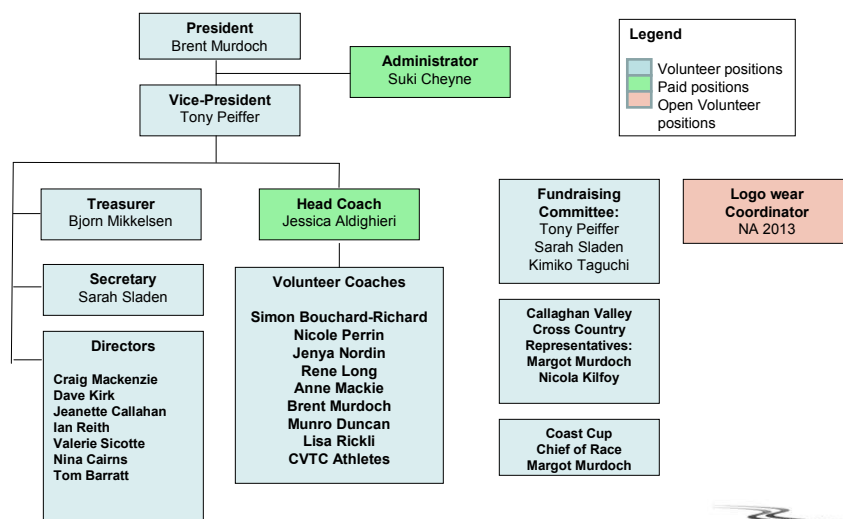 President
Brent Murdoch
Administrator
Suki Cheyne
Vice-President
Tony Peiffer
Legend
Volunteer positions
Paid positions
Open Volunteer
positions
Treasurer
Bjorn Mikkelsen
Head Coach
Jessica Aldighieri
Fundraising
Committee:
Tony Peiffer
Sarah Sladen
Kimiko Taguchi
Logo wear
Coordinator
NA 2013
Secretary
Sarah Sladen
Volunteer Coaches
Simon Bouchard-Richard
Nicole Perrin
Jenya Nordin
Rene Long
Anne Mackie
Brent Murdoch
Munro Duncan
Lisa Rickli
CVTC Athletes
Callaghan Valley
Cross Country
Representatives:
Margot Murdoch
Nicola Kilfoy
Directors
Craig Mackenzie
Dave Kirk
Jeanette Callahan
Ian Reith
Valerie Sicotte
Nina Cairns
Tom Barratt
Coast Cup
Chief of Race
Margot Murdoch